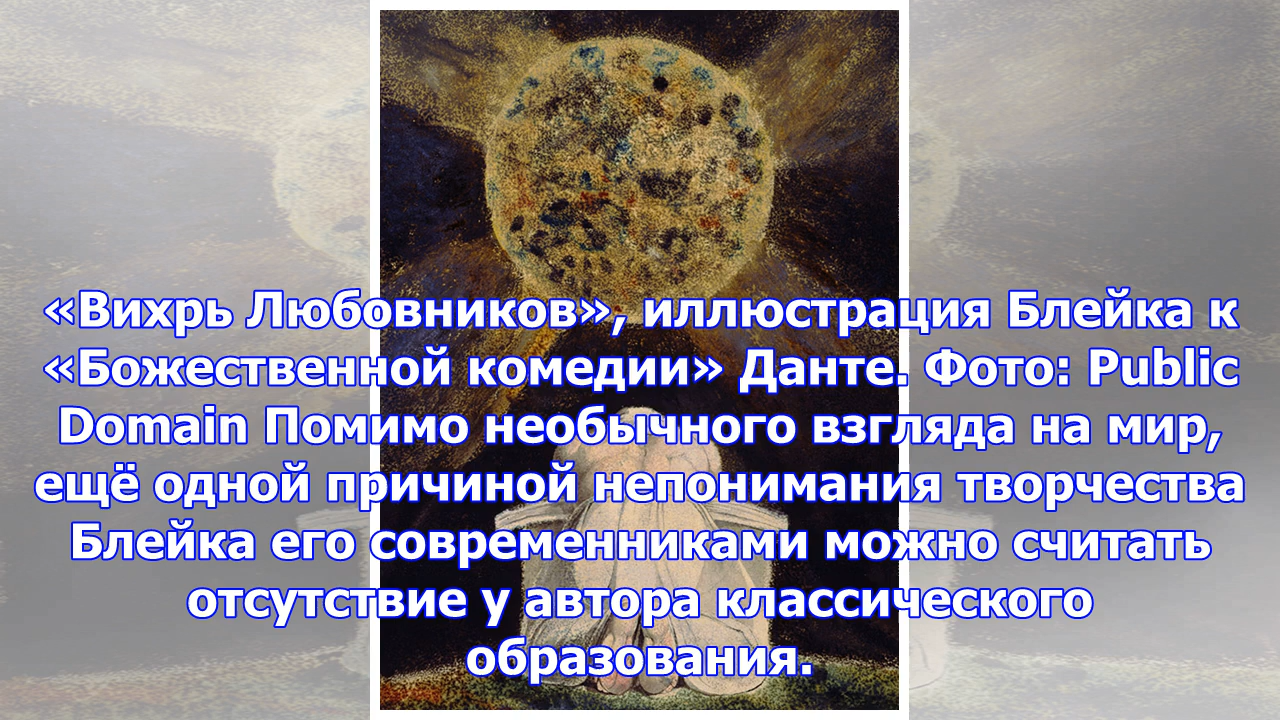 «Вихрь Любовников», иллюстрация Блейка к
«Божественной комедии» Данте. Фото: Public
Domain Помимо необычного взгляда на мир,
ещё одной причиной непонимания творчества
Блейка его современниками можно считать
отсутствие у автора классического
образования.